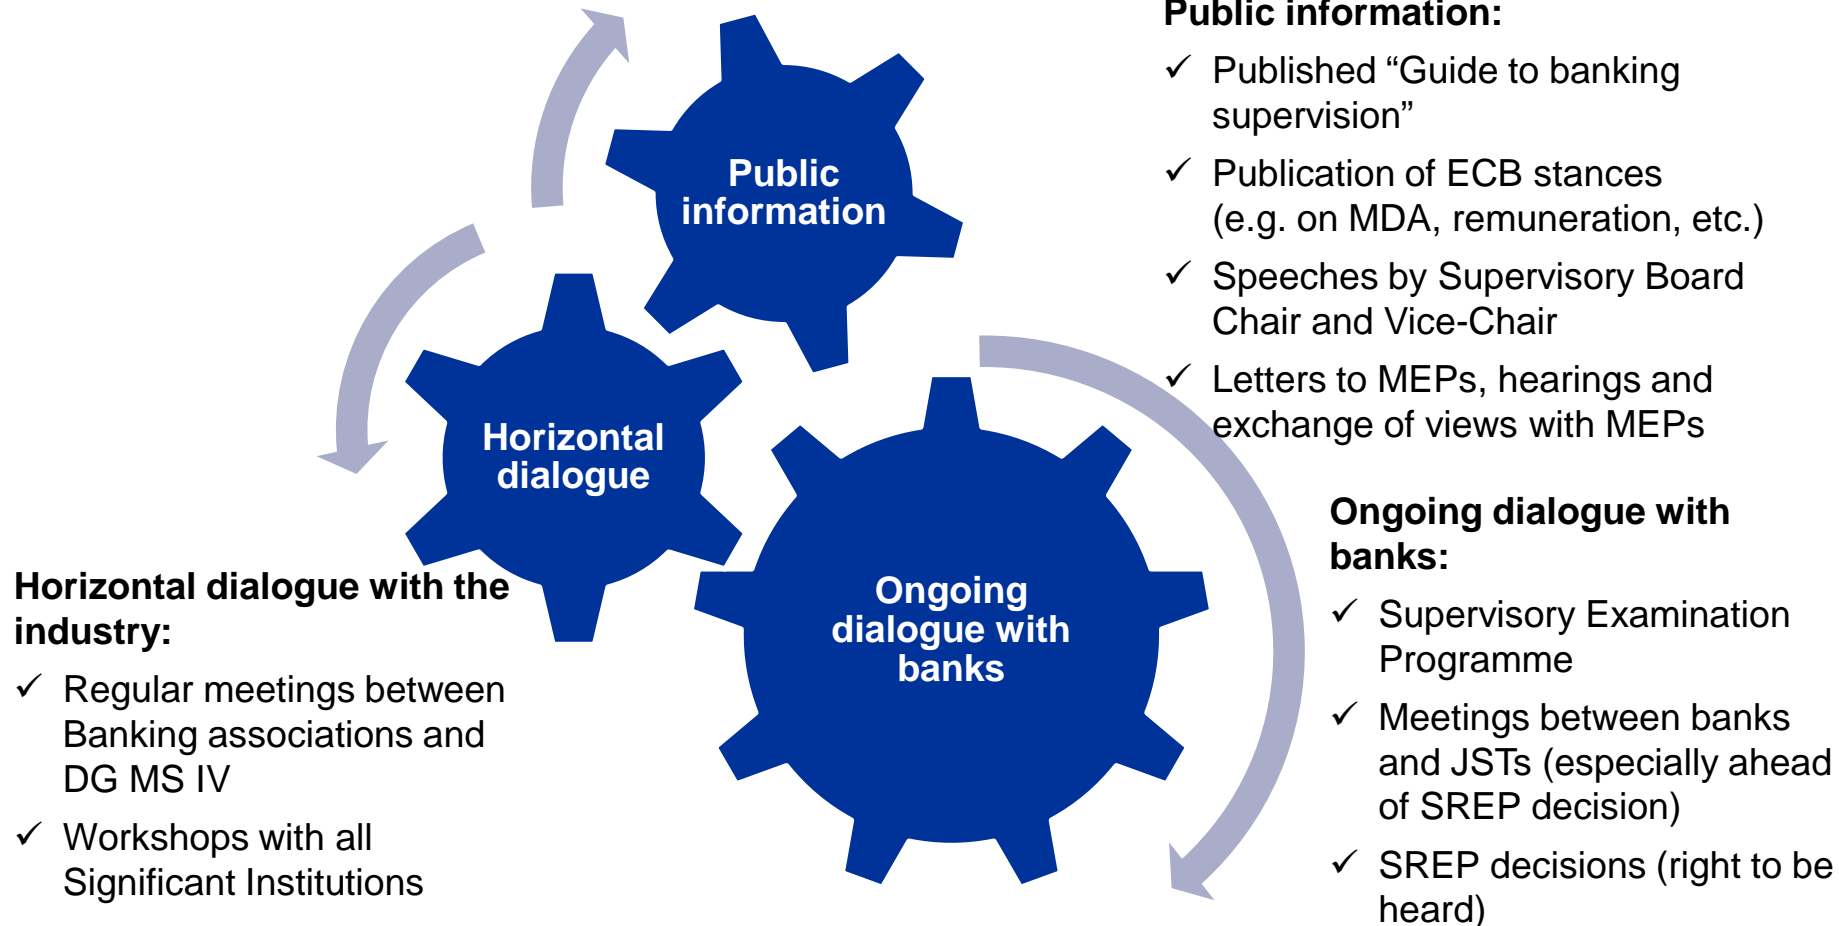 Public information:
✓ Published “Guide to banking
supervision”
✓ Publication of ECB stances
(e.g. on MDA, remuneration, etc.)
✓ Speeches by Supervisory Board
Chair and Vice-Chair
✓ Letters to MEPs, hearings and
exchange of views with MEPs
Public
information
Horizontal
dialogue
Ongoing
dialogue with
banks
Horizontal dialogue with the
industry:
✓ Regular meetings between
Banking associations and
DG MS IV
✓ Workshops with all
Significant Institutions
Ongoing dialogue with
banks:
✓ Supervisory Examination
Programme
✓ Meetings between banks
and JSTs (especially ahead
of SREP decision)
✓ SREP decisions (right to be
heard)